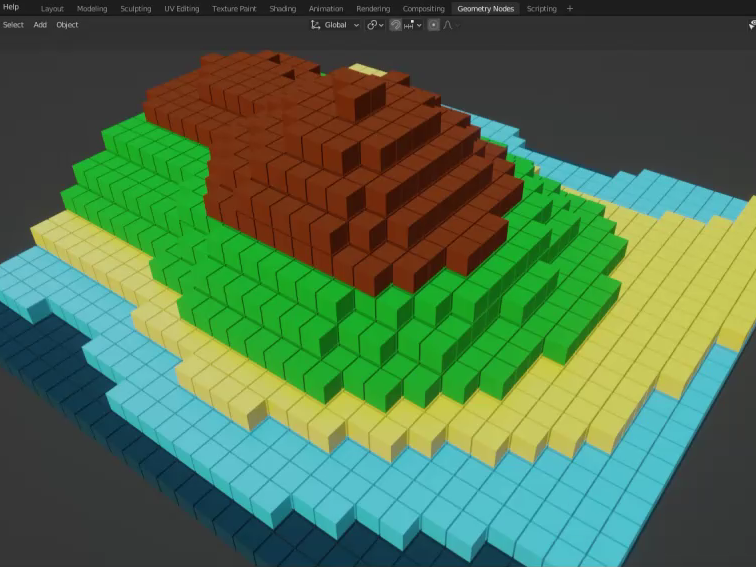 Help Layout Modeling Sculpting UV Editing Texture Paint Shading Animation Rendering Compositing Geometry Nodes Scripting +
Select Add Object Global